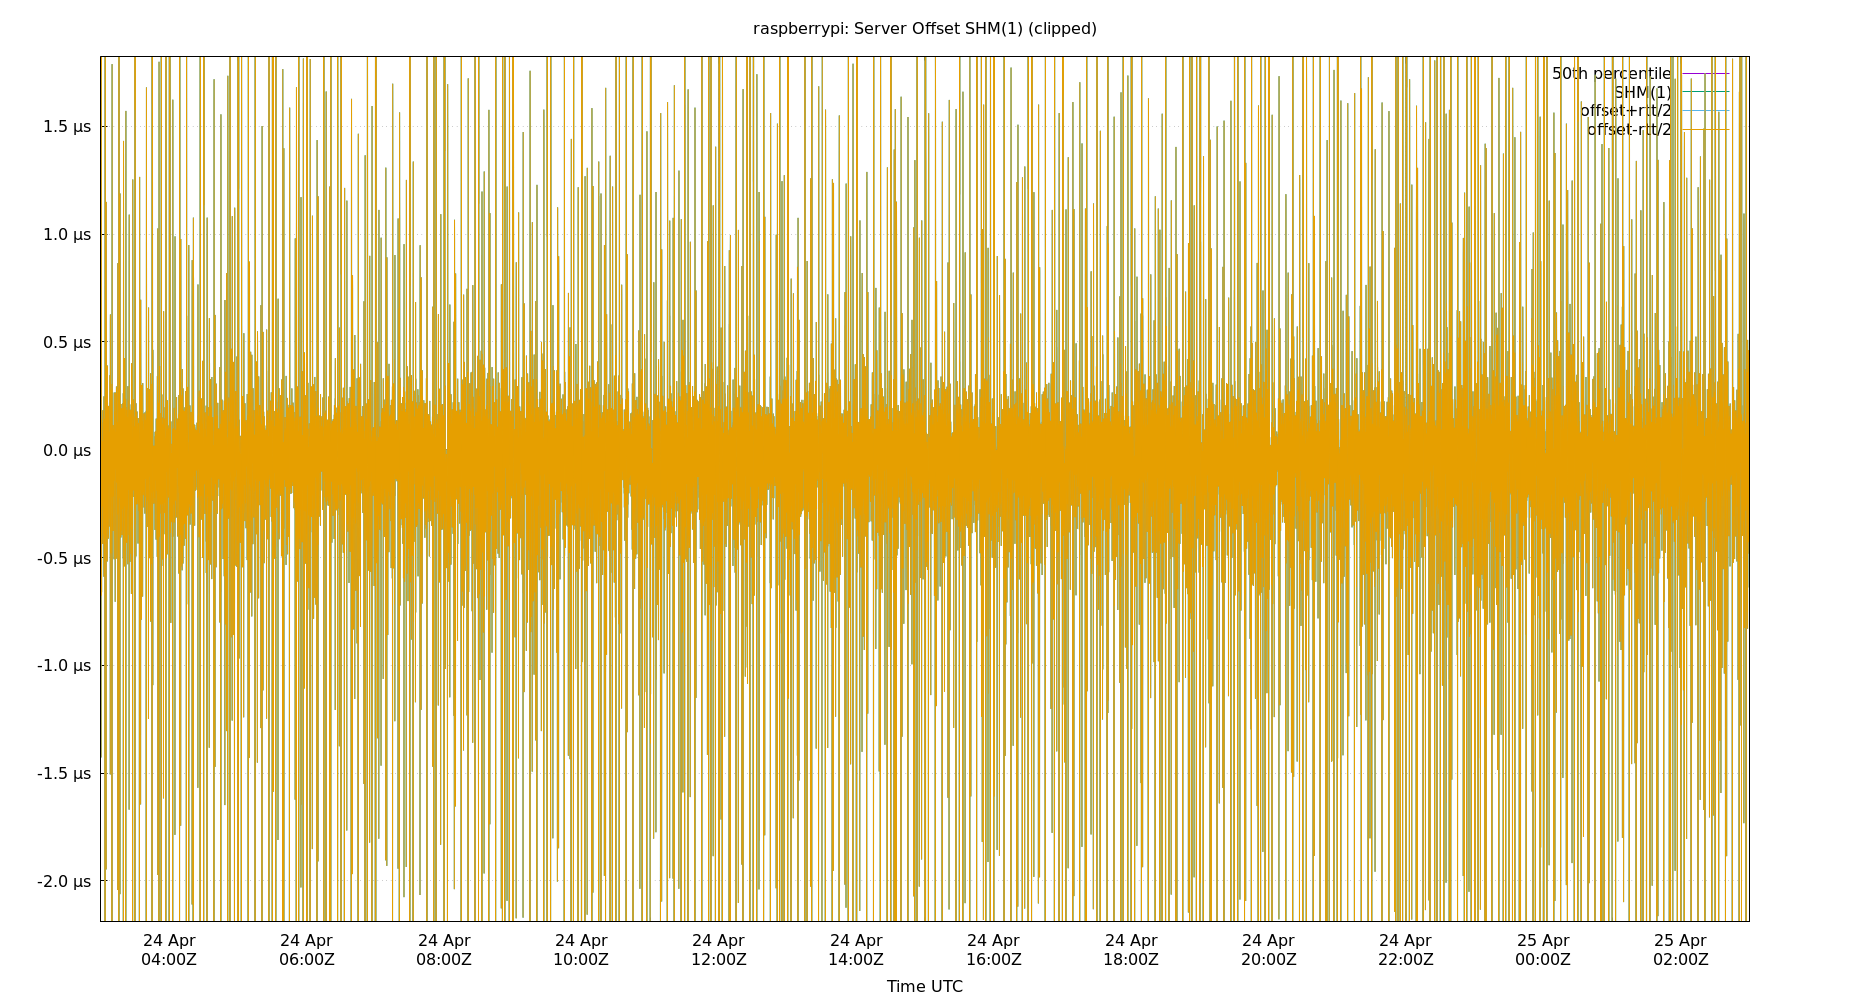 raspberrypi: Server Offset SHM(1) (clipped)
50th percentile
SHM(1)
offset+rtt/2
offset-rtt/2
1.5 µs
1.0 µs
0.5 µs
0.0 µs
-0.5 µs
-1.0 µs
-1.5 µs
-2.0 µs
24 Apr 24 Apr 24 Apr 24 Apr 24 Apr 24 Apr 24 Apr 24 Apr 24 Apr 24 Apr 25 Apr 25 Apr
04:00Z 06:00Z 08:00Z 10:00Z 12:00Z 14:00Z 16:00Z 18:00Z 20:00Z 22:00Z 00:00Z 02:00Z
Time UTC